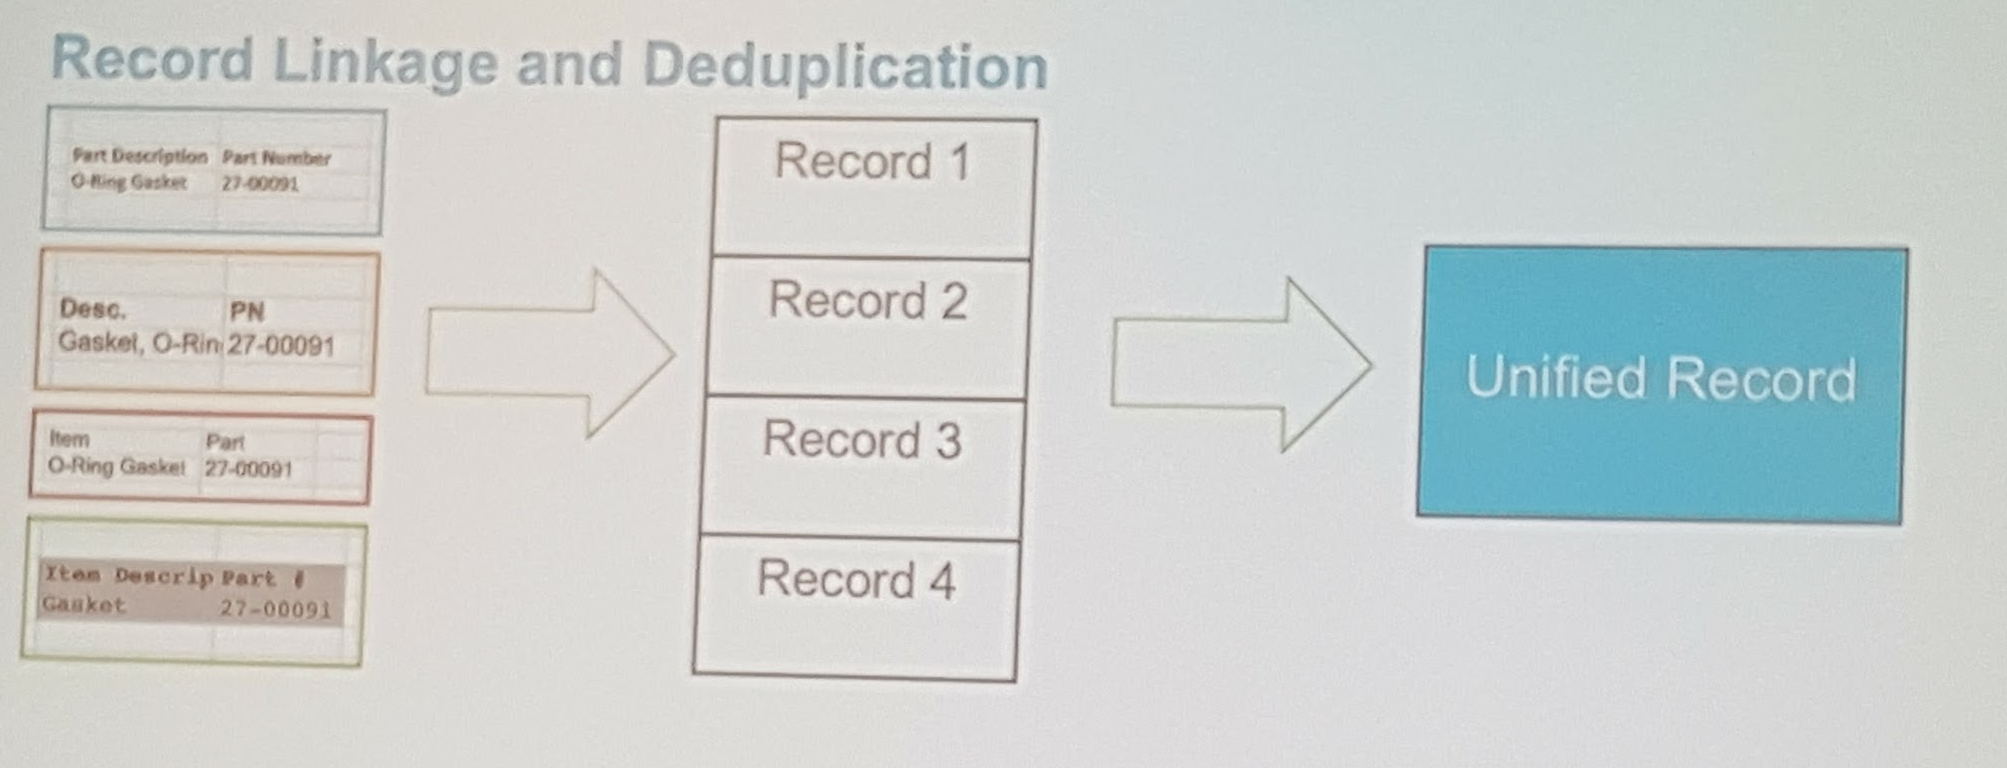 Record Linkage and Deduplication
Part Description Part Number
O-Ring Gasket 27-00091
Desc. PN
Gasket, O-Rin 27-00091
Item Part
O-Ring Gasket 27-00091
Item Descrip Part #
Gasket 27-00091
Record 1
Record 2
Record 3
Record 4
Unified Record